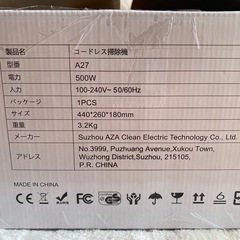 製品名 コードレス掃除機
型番 A27
電力 500W
入力 100-240V~ 50/60Hz
パッケージ 1PCS
サイズ 440*260*180mm
重量 3.2Kg
メーカー Suzhou AZA Clean Electric Technology Co., Ltd.
アドレス No.3999, Puzhuang Avenue,Xukou Town,
Wuzhong District,Suzhou, 215105,
P.R. CHINA
MADE IN CHINA